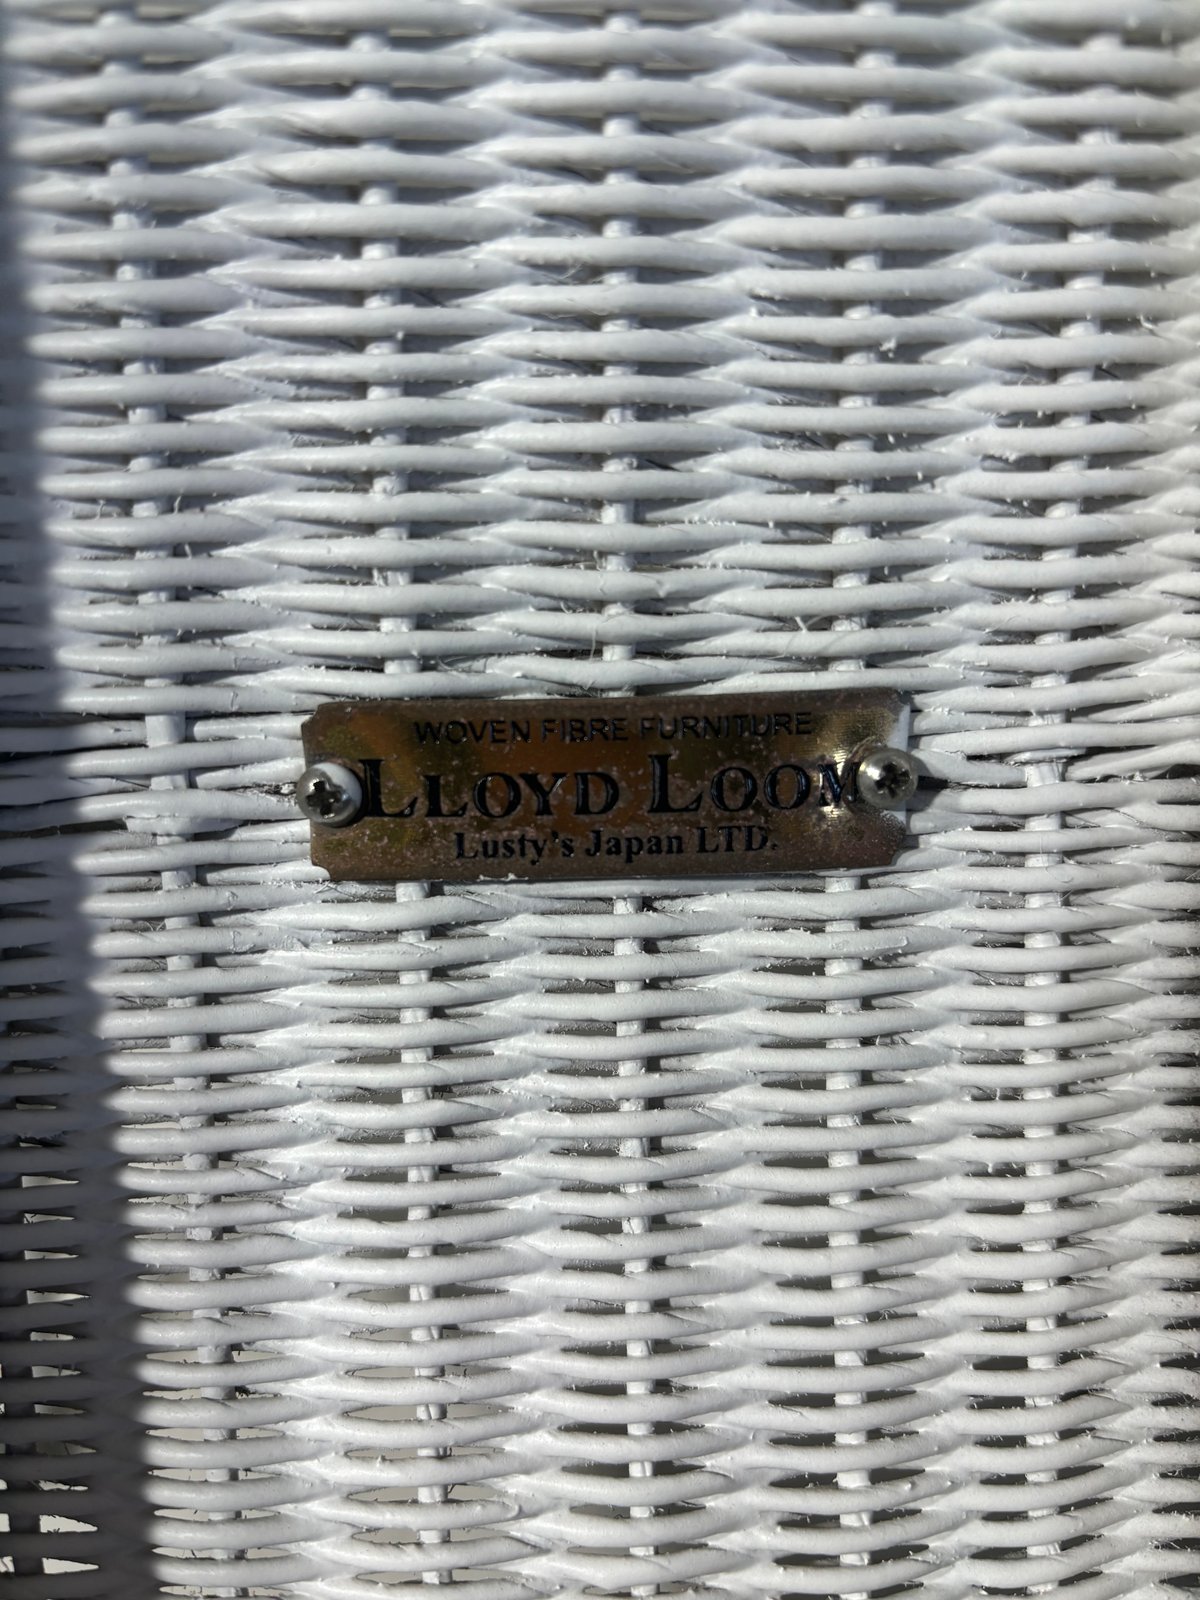 WOVEN FIBRE FURNITURE
LLOYD LOOM
Lusty's Japan LTD.